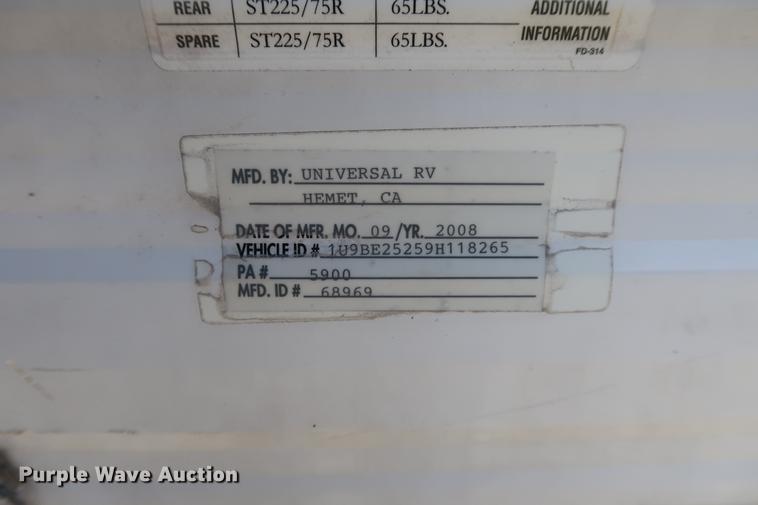 REAR ST225/75R 65LBS. ADDITIONAL
SPARE ST225/75R 65LBS. INFORMATION
FD-314
MFD. BY: UNIVERSAL RV
HEMET, CA
DATE OF MFR. MO. 09 /YR. 2008
VEHICLE ID # 1U9BE25259H118265
PA # 5900
MFD. ID # 68969
Purple Wave Auction